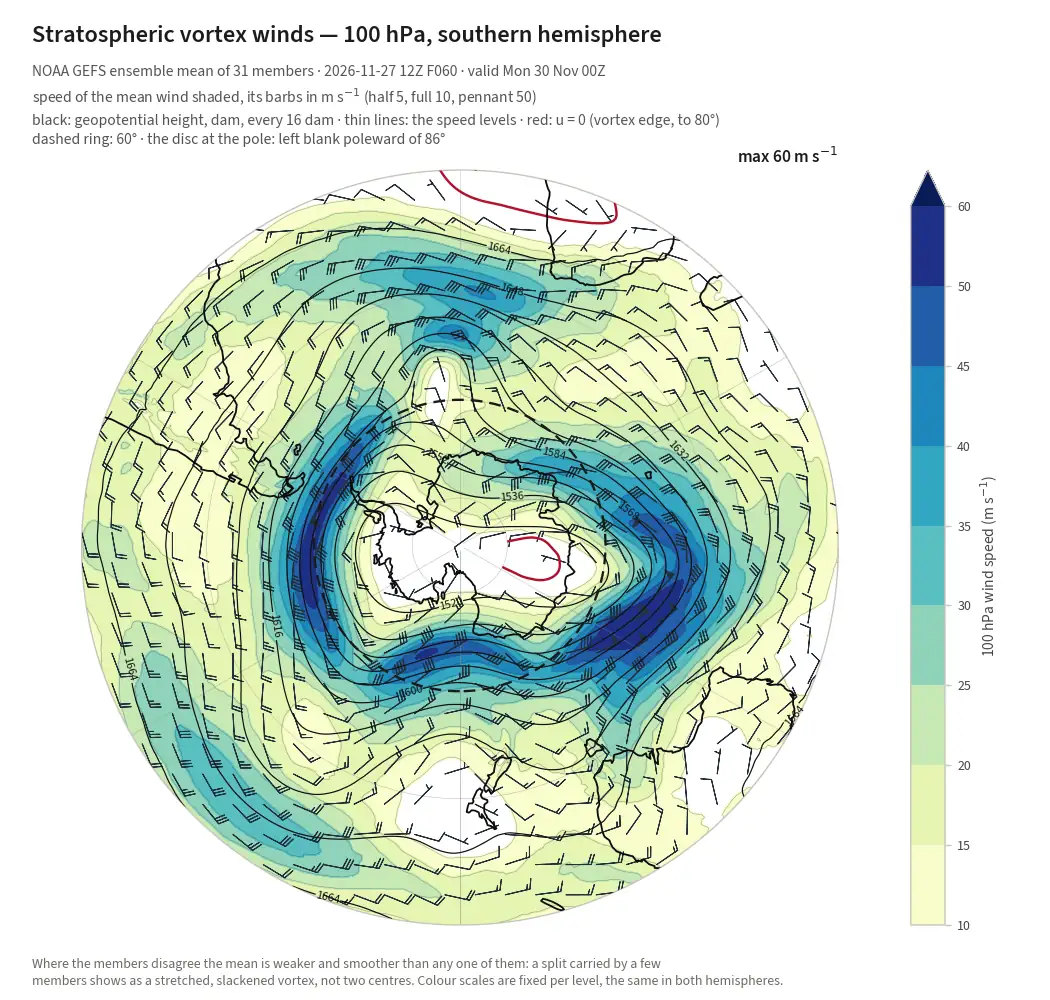 Stratospheric vortex winds — 100 hPa, southern hemisphere
NOAA GEFS ensemble mean of 31 members · 2026-11-27 12Z F060 · valid Mon 30 Nov 00Z
speed of the mean wind shaded, its barbs in m s−1 (half 5, full 10, pennant 50)
black: geopotential height, dam, every 16 dam · thin lines: the speed levels · red: u = 0 (vortex edge, to 80°)
dashed ring: 60° · the disc at the pole: left blank poleward of 86°
max 60 m s−1
1664
1632
1584
1568
1536
1616
1664
1600
1664
60
50
45
40
35
30
25
20
15
10
100 hPa wind speed (m s−1)
Where the members disagree the mean is weaker and smoother than any one of them: a split carried by a few
members shows as a stretched, slackened vortex, not two centres. Colour scales are fixed per level, the same in both hemispheres.